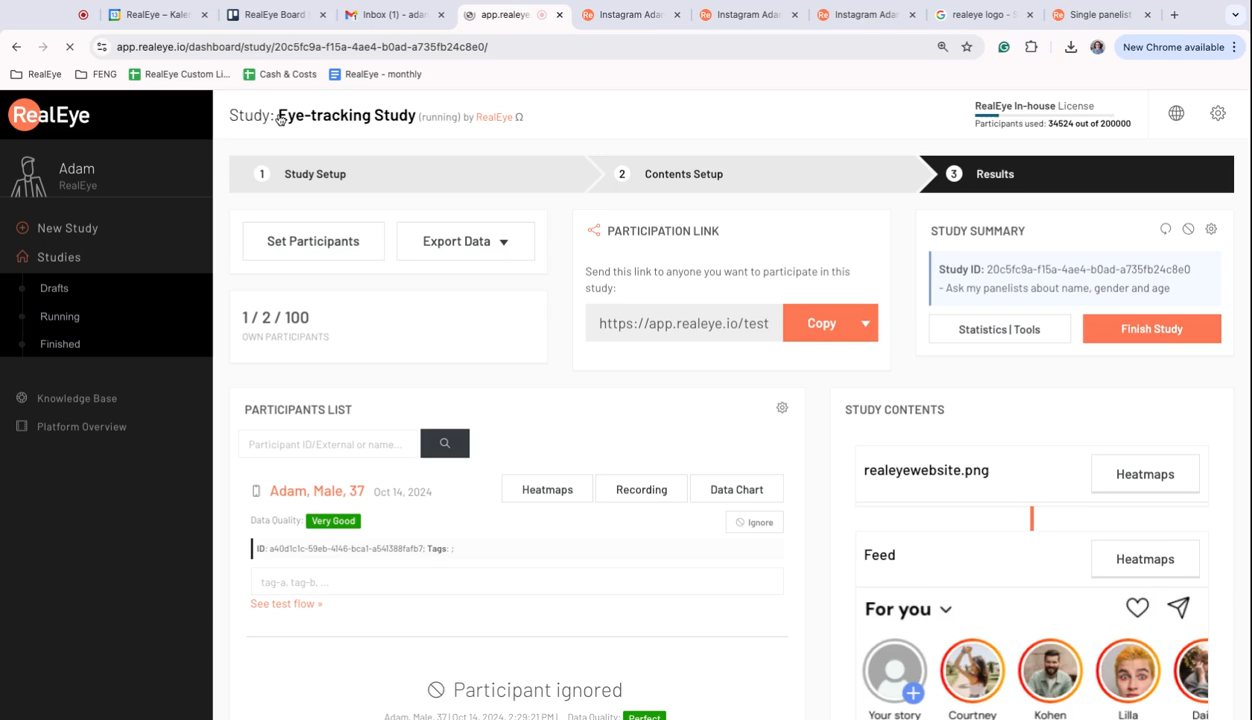 RealEye – Kalen
RealEye Board
Inbox (1) - adam
app.realeye.
Instagram Adam
Instagram Adam
Instagram Adam
realeye logo -
Single panelist
app.realeye.io/dashboard/study/20c5fc9a-f15a-4ae4-b0ad-a735fb24c8e0/
New Chrome available
RealEye
FENG
RealEye Custom Li...
Cash & Costs
RealEye - monthly
RealEye
Study: Eye-tracking Study (running) by RealEye Ω
RealEye In-house License
Participants used: 34524 out of 200000
Adam
RealEye
1 Study Setup
2 Contents Setup
3 Results
New Study
Studies
Drafts
Running
Finished
Knowledge Base
Platform Overview
Set Participants
Export Data
1 / 2 / 100
OWN PARTICIPANTS
PARTICIPATION LINK
Send this link to anyone you want to participate in this
study:
https://app.realeye.io/test
Copy
STUDY SUMMARY
Study ID: 20c5fc9a-f15a-4ae4-b0ad-a735fb24c8e0
- Ask my panelists about name, gender and age
Statistics | Tools
Finish Study
PARTICIPANTS LIST
Participant ID/External or name...
Adam, Male, 37 Oct 14, 2024
Heatmaps
Recording
Data Chart
Data Quality: Very Good
Ignore
ID: a40d1c1c-59eb-4146-bca1-a541388fafb7; Tags: ;
tag-a, tag-b, ...
See test flow »
Participant ignored
Adam, Male, 37 | Oct 14, 2024, 2:29:21 PM | Data Quality: Perfect
STUDY CONTENTS
realeyewebsite.png
Heatmaps
Feed
Heatmaps
For you
Your story
Courtney
Kohen
Lilla